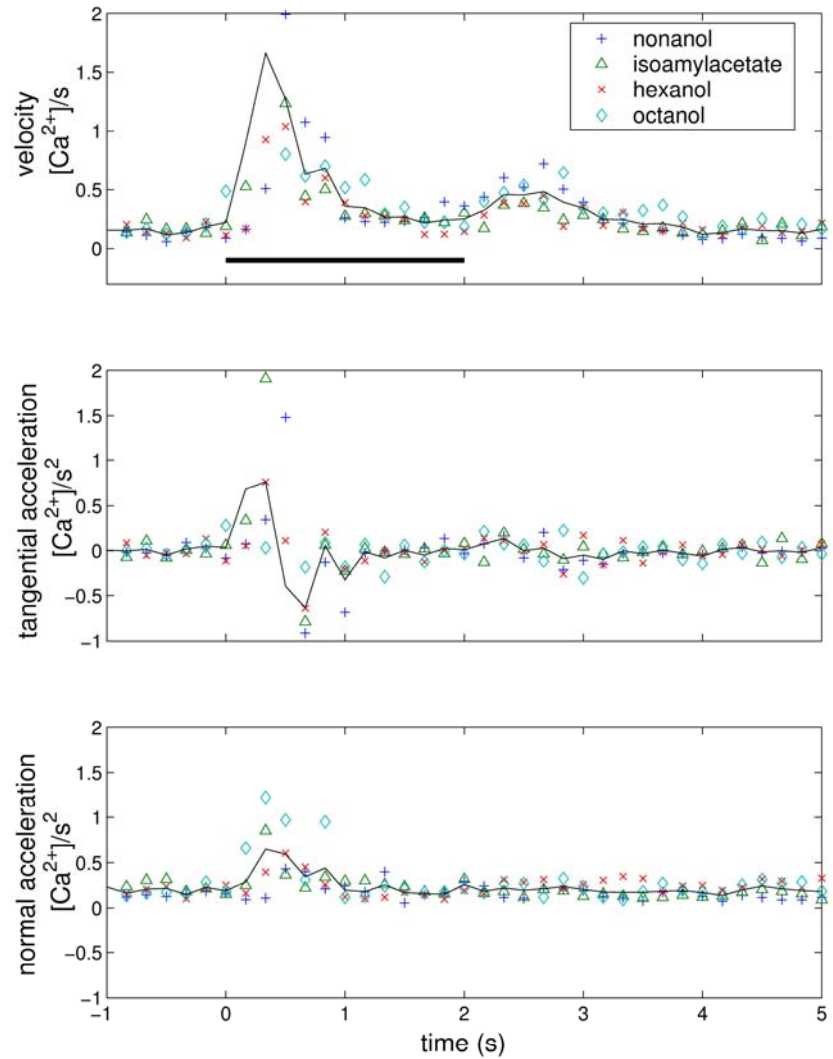 2
1.5
1
0.5
0
velocity
[Ca²⁺]/s
nonanol
isoamylacetate
hexanol
octanol
2
1.5
1
0.5
0
−0.5
−1
tangential acceleration
[Ca²⁺]/s²
2
1.5
1
0.5
0
−0.5
−1
normal acceleration
[Ca²⁺]/s²
−1 0 1 2 3 4 5
time (s)